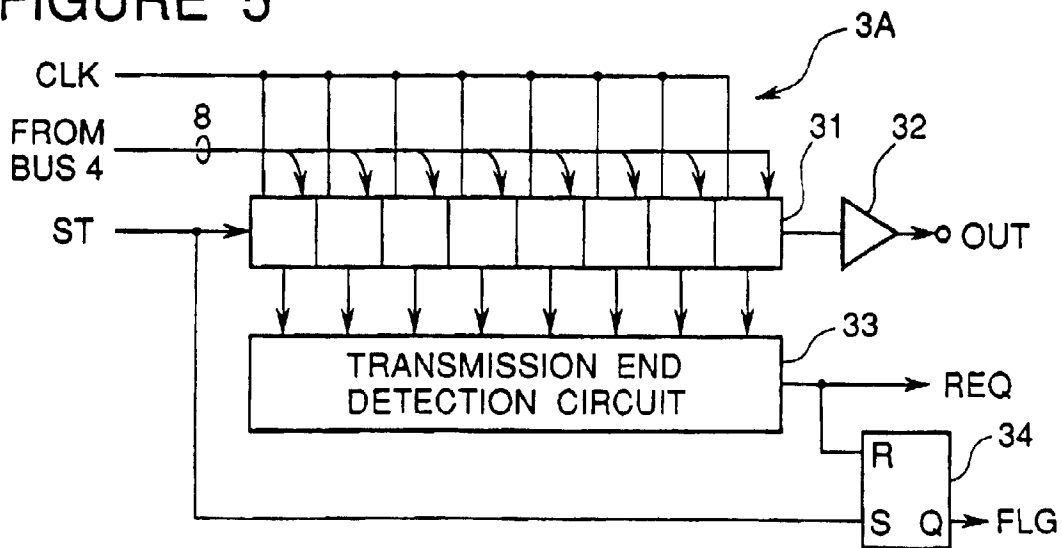 FIGURE 5
3A
CLK
8
FROM
BUS 4
31
32
ST
OUT
33
TRANSMISSION END
DETECTION CIRCUIT
REQ
34
R
S Q
FLG